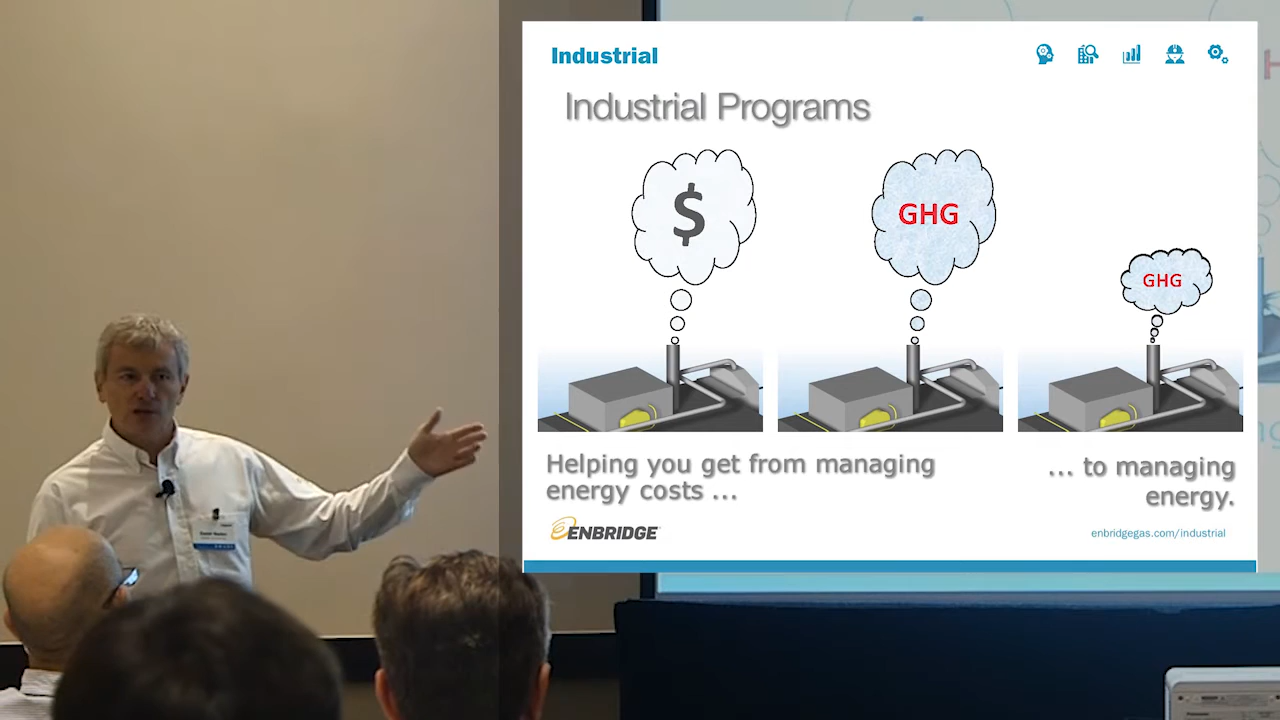 Industrial
Industrial Programs
$
GHG
GHG
Helping you get from managing
energy costs ...
... to managing
energy.
ENBRIDGE
enbridgegas.com/industrial